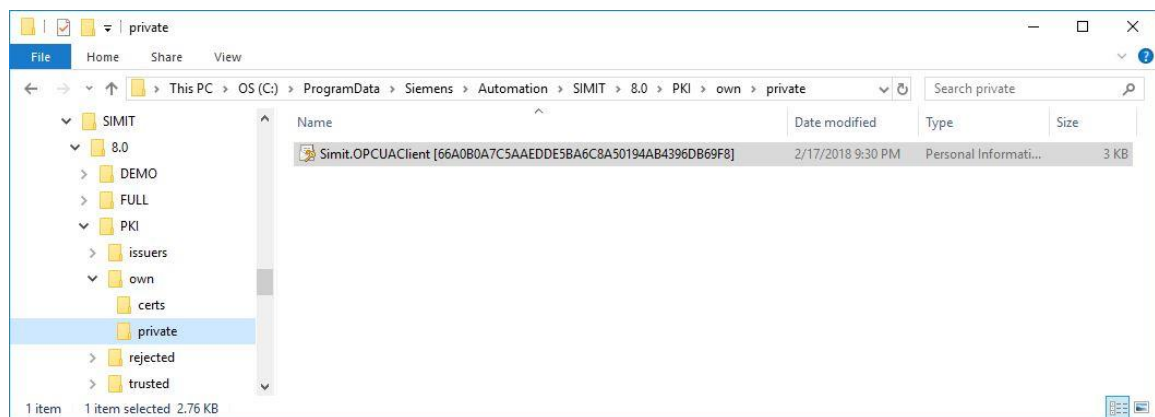 private
File Home Share View
This PC > OS (C:) > ProgramData > Siemens > Automation > SIMIT > 8.0 > PKI > own > private
Search private
SIMIT
8.0
DEMO
FULL
PKI
issuers
own
certs
private
rejected
trusted
Name Date modified Type Size
Simit.OPCUAClient [66A0B0A7C5AAEDDE5BA6C8A50194AB4396DB69F8] 2/17/2018 9:30 PM Personal Informati... 3 KB
1 item 1 item selected 2.76 KB